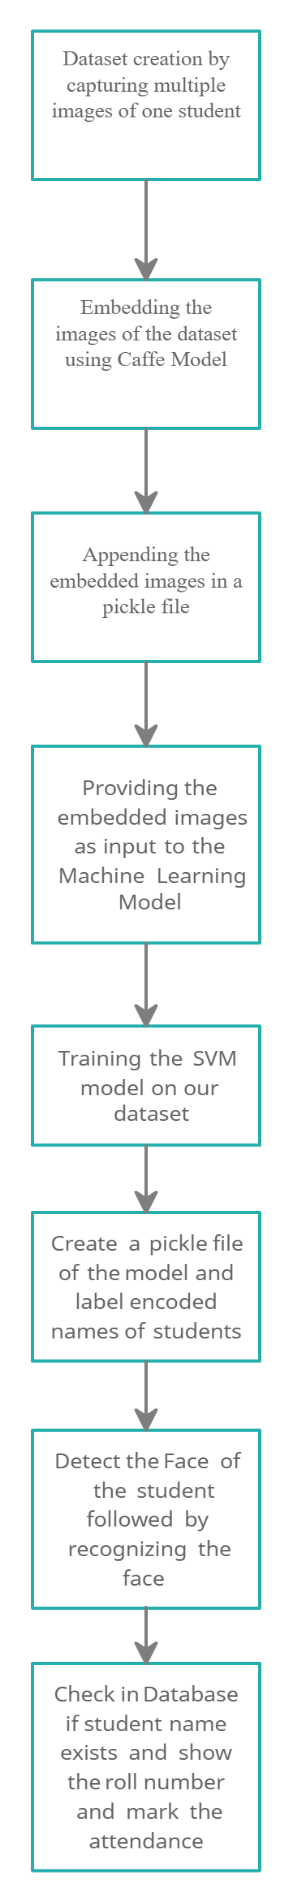 Dataset creation by
capturing multiple
images of one student
Embedding the
images of the dataset
using Caffe Model
Appending the
embedded images in a
pickle file
Providing the
embedded images
as input to the
Machine Learning
Model
Training the SVM
model on our
dataset
Create a pickle file
of the model and
label encoded
names of students
Detect the Face of
the student
followed by
recognizing the
face
Check in Database
if student name
exists and show
the roll number
and mark the
attendance